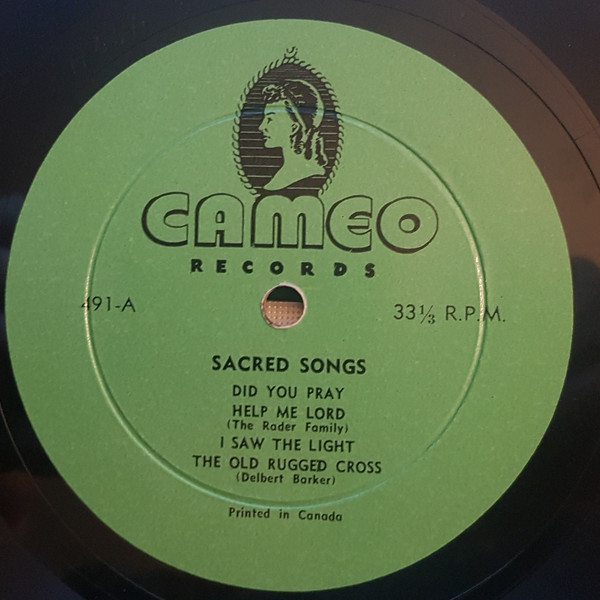 CAMEO
RECORDS
491-A
33⅓ R.P.M.
SACRED SONGS
DID YOU PRAY
HELP ME LORD
(The Rader Family)
I SAW THE LIGHT
THE OLD RUGGED CROSS
(Delbert Barker)
Printed in Canada